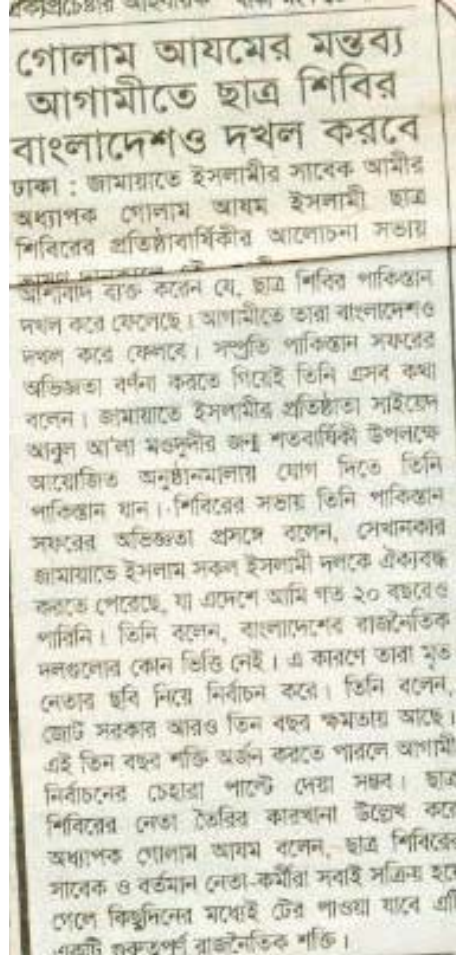 গোলাম আযমের মন্তব্য
আগামীতে ছাত্র শিবির
বাংলাদেশও দখল করবে
ঢাকা : জামায়াতে ইসলামীর সাবেক আমীর
অধ্যাপক গোলাম আযম ইসলামী ছাত্র
শিবিরের প্রতিষ্ঠাবার্ষিকীর আলোচনা সভায়
আশাবাদ ব্যক্ত করেন যে, ছাত্র শিবির পাকিস্তান
দখল করে ফেলেছে। আগামীতে তারা বাংলাদেশও
দখল করে ফেলবে। সম্প্রতি পাকিস্তান সফরের
অভিজ্ঞতা বর্ণনা করতে গিয়েই তিনি এসব কথা
বলেন। জামায়াতে ইসলামীর প্রতিষ্ঠাতা সাইয়েদ
আবুল আ'লা মওদুদীর জন্ম শতবার্ষিকী উপলক্ষে
আয়োজিত অনুষ্ঠানমালায় যোগ দিতে তিনি
পাকিস্তান যান। শিবিরের সভায় তিনি পাকিস্তান
সফরের অভিজ্ঞতা প্রসঙ্গে বলেন, সেখানকার
জামায়াতে ইসলাম সকল ইসলামী দলকে ঐক্যবদ্ধ
করতে পেরেছে, যা এদেশে আমি গত ২০ বছরেও
পারিনি। তিনি বলেন, বাংলাদেশের রাজনৈতিক
দলগুলোর কোন ভিত্তি নেই। এ কারণে তারা মৃত
নেতার ছবি নিয়ে নির্বাচন করে। তিনি বলেন,
জোট সরকার আরও তিন বছর ক্ষমতায় আছে।
এই তিন বছর শক্তি অর্জন করতে পারলে আগামী
নির্বাচনের চেহারা পাল্টে দেয়া সম্ভব। ছাত্র
শিবিরের নেতা তৈরির কারখানা উল্লেখ করে
অধ্যাপক গোলাম আযম বলেন, ছাত্র শিবিরের
সাবেক ও বর্তমান নেতা-কর্মীরা সবাই সক্রিয় হয়ে
গেলে কিছুদিনের মধ্যেই টের পাওয়া যাবে এটি
একটি গুরুত্বপূর্ণ রাজনৈতিক শক্তি।